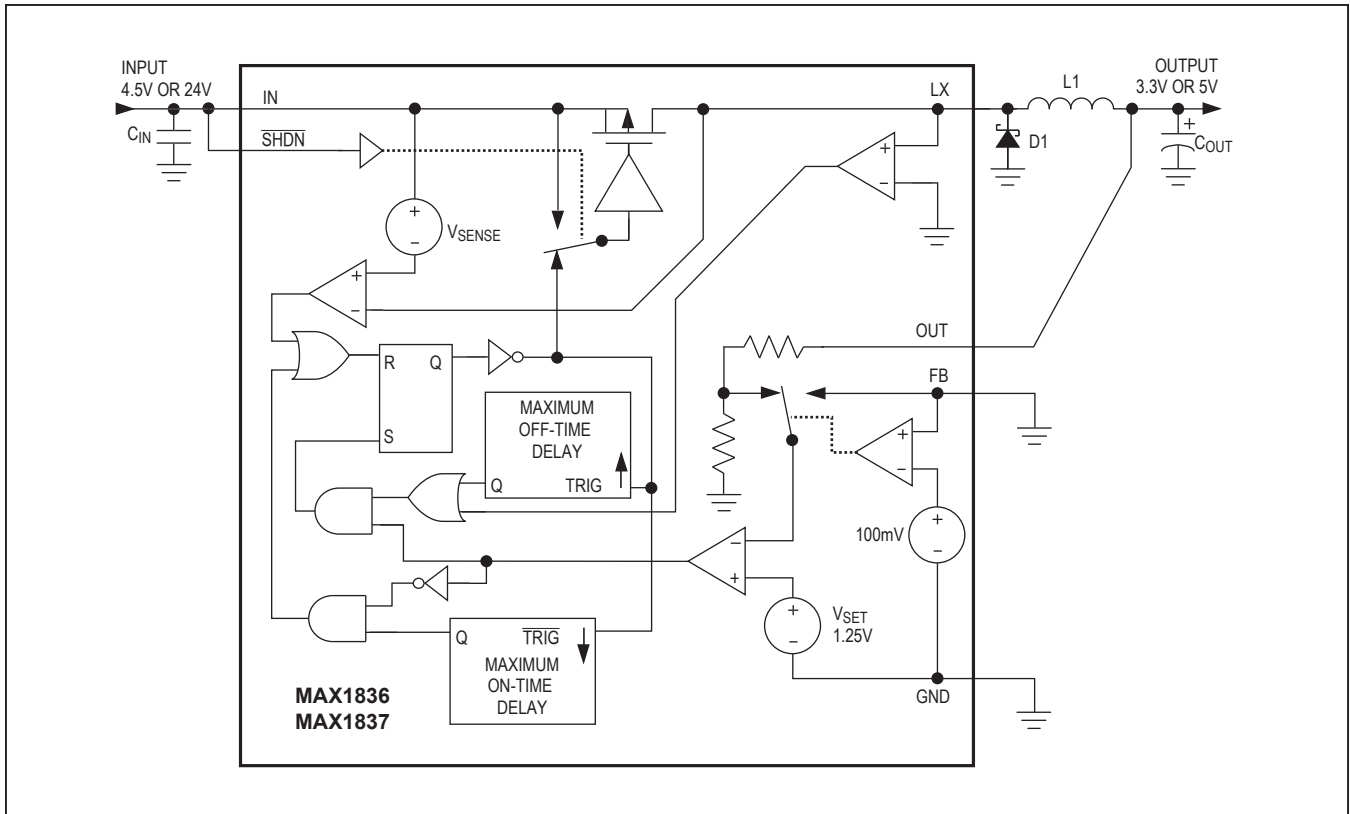 INPUT
4.5V OR 24V
OUTPUT
3.3V OR 5V
L1
IN
LX
CIN
SHDN
+
D1
COUT
+
−
+
−
VSENSE
+
−
OUT
FB
R
Q
S
MAXIMUM
OFF-TIME
DELAY
Q
TRIG
+
−
100mV
+
−
−
+
VSET
1.25V
+
−
Q
TRIG
MAXIMUM
ON-TIME
DELAY
GND
MAX1836
MAX1837